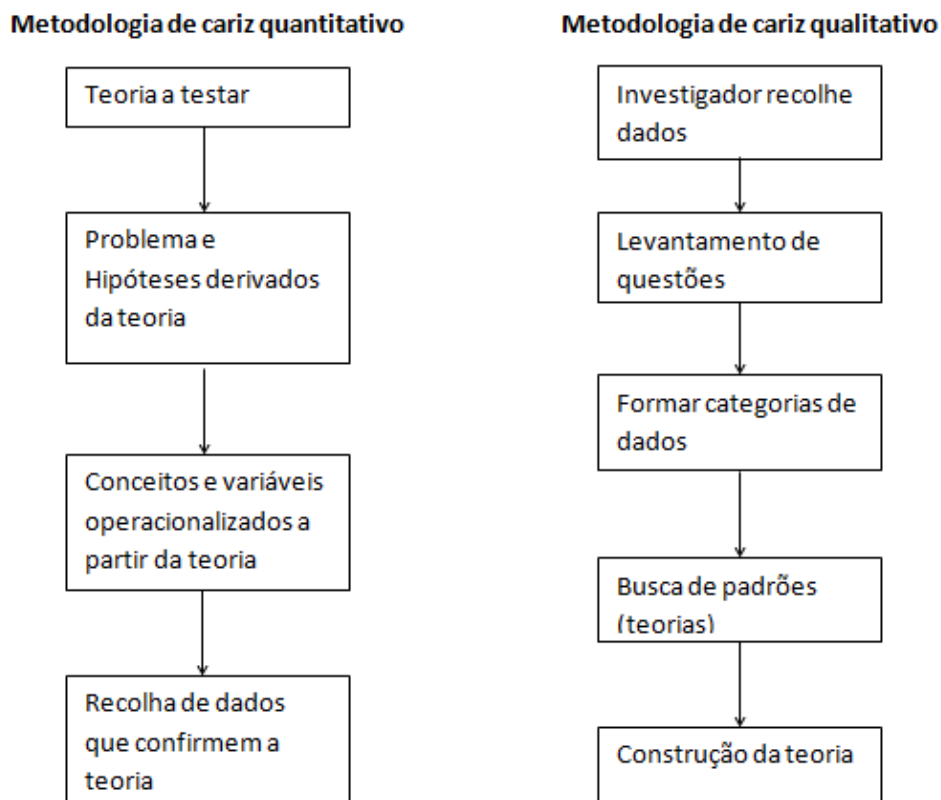 Metodologia de cariz quantitativo
Teoria a testar
Problema e
Hipóteses derivados
da teoria
Conceitos e variáveis
operacionalizados a
partir da teoria
Recolha de dados
que confirmem a
teoria
Metodologia de cariz qualitativo
Investigador recolhe
dados
Levantamento de
questões
Formar categorias de
dados
Busca de padrões
(teorias)
Construção da teoria